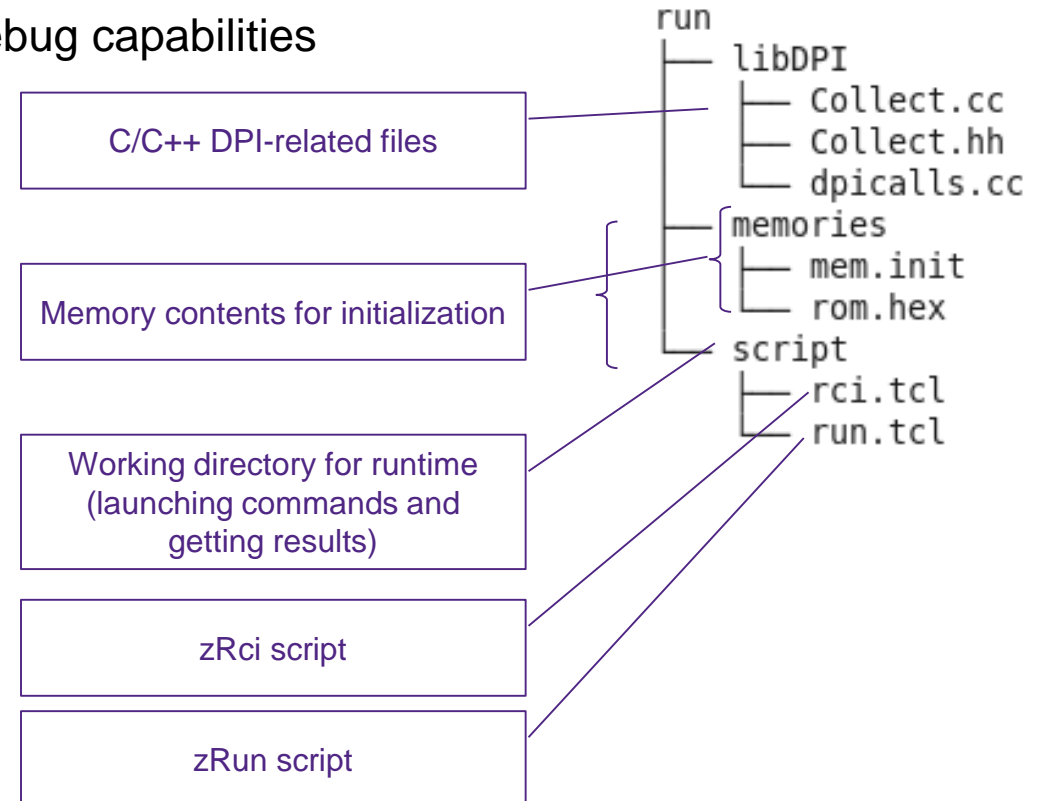 ebug capabilities
C/C++ DPI-related files
Memory contents for initialization
Working directory for runtime
(launching commands and
getting results)
zRci script
zRun script
run
├── libDPI
│   ├── Collect.cc
│   ├── Collect.hh
│   └── dpicalls.cc
├── memories
│   ├── mem.init
│   └── rom.hex
└── script
    ├── rci.tcl
    └── run.tcl